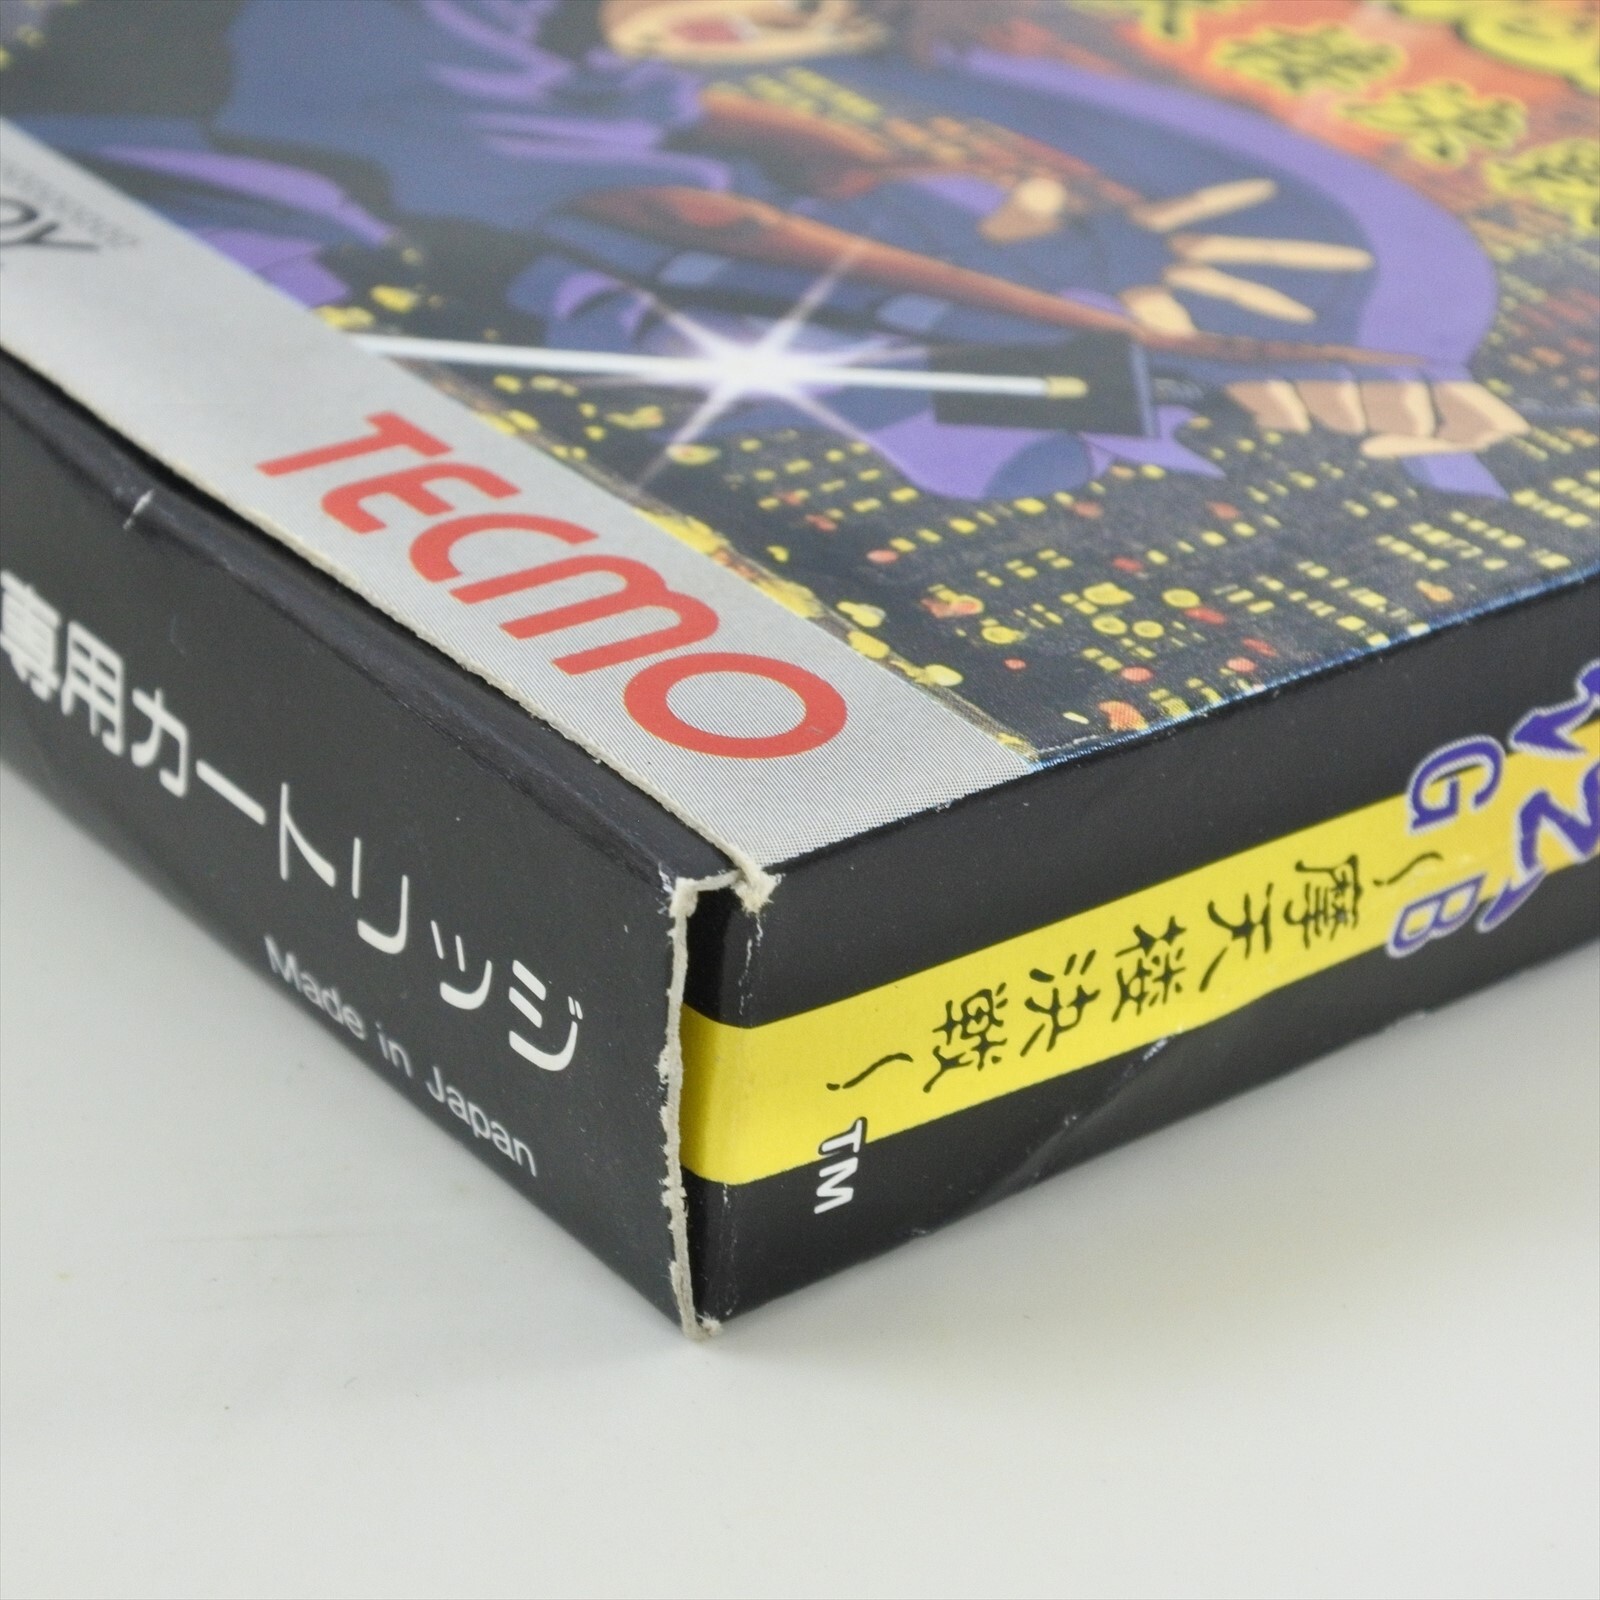 TECMO
専用カートリッジ
Made in Japan
GB
〜摩天楼決戦〜
TM